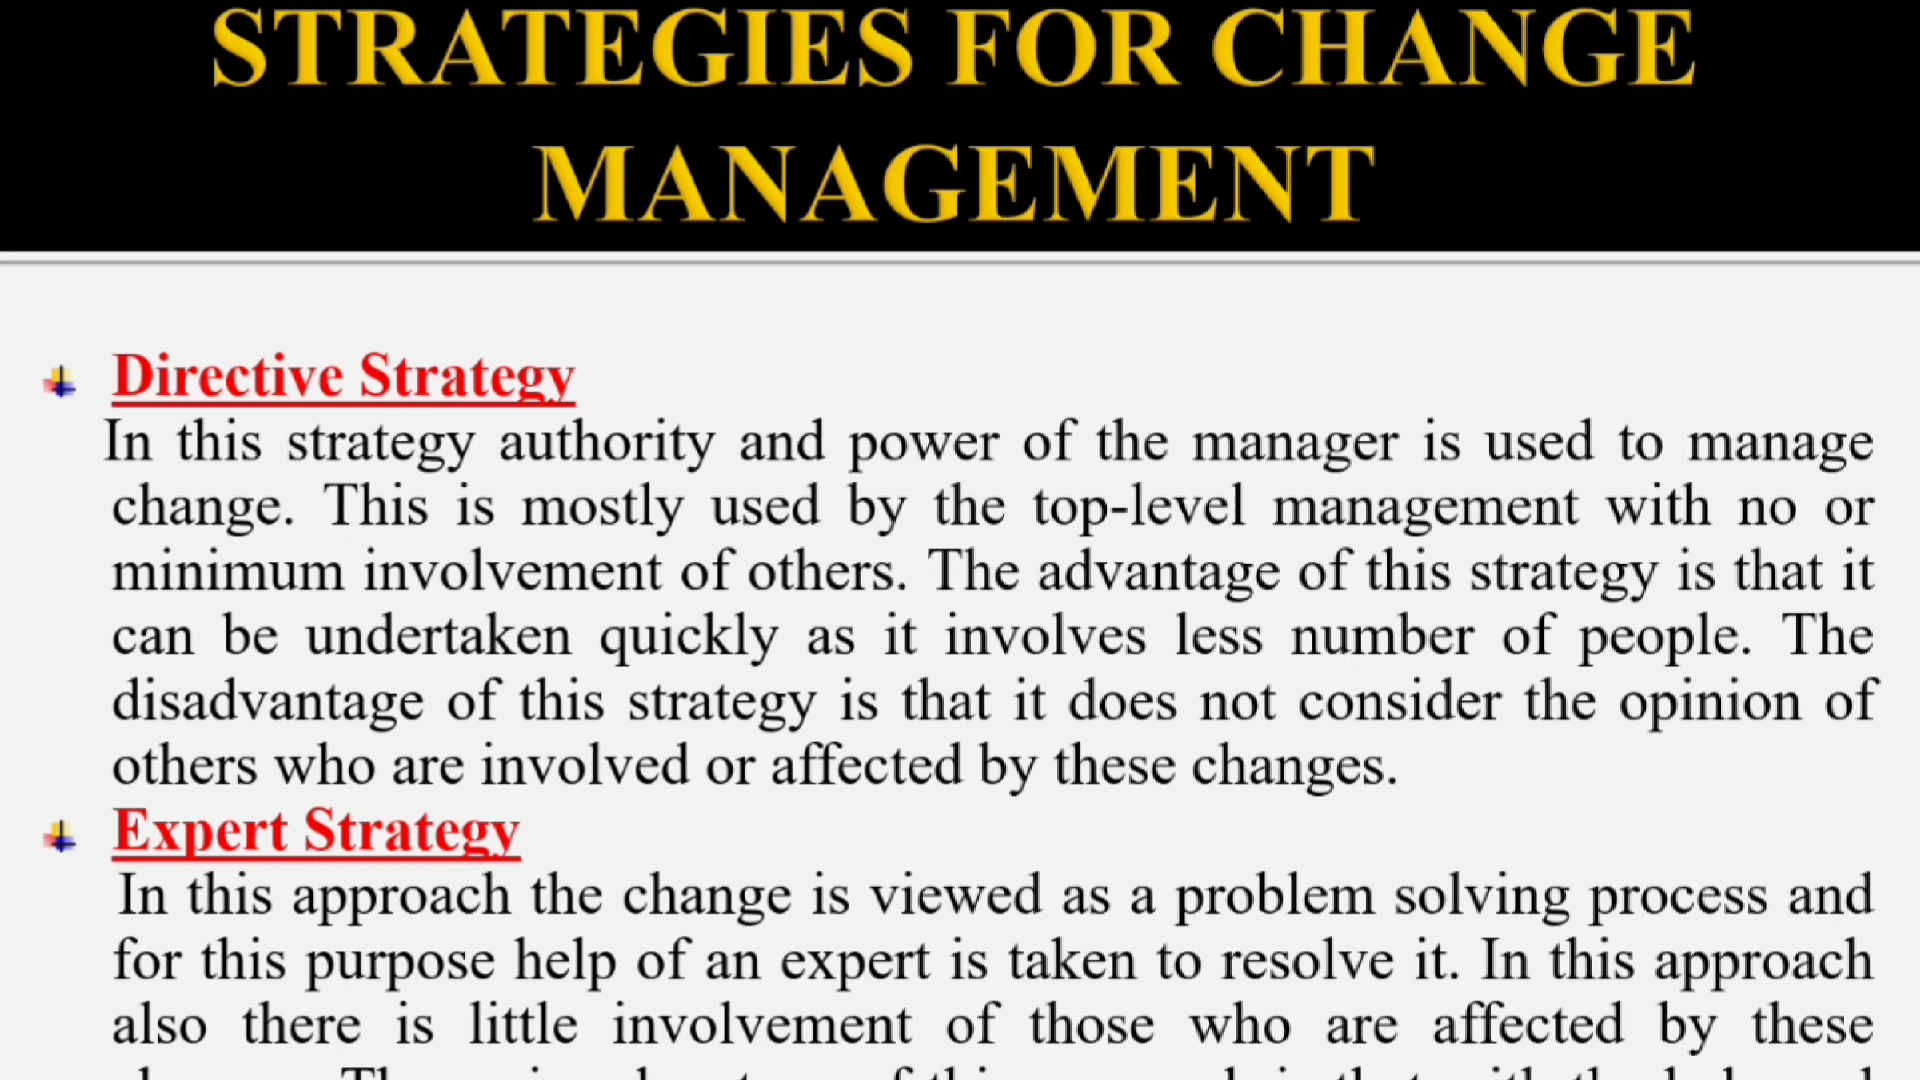 STRATEGIES FOR CHANGE
MANAGEMENT
Directive Strategy
In this strategy authority and power of the manager is used to manage
change. This is mostly used by the top-level management with no or
minimum involvement of others. The advantage of this strategy is that it
can be undertaken quickly as it involves less number of people. The
disadvantage of this strategy is that it does not consider the opinion of
others who are involved or affected by these changes.
Expert Strategy
In this approach the change is viewed as a problem solving process and
for this purpose help of an expert is taken to resolve it. In this approach
also there is little involvement of those who are affected by these